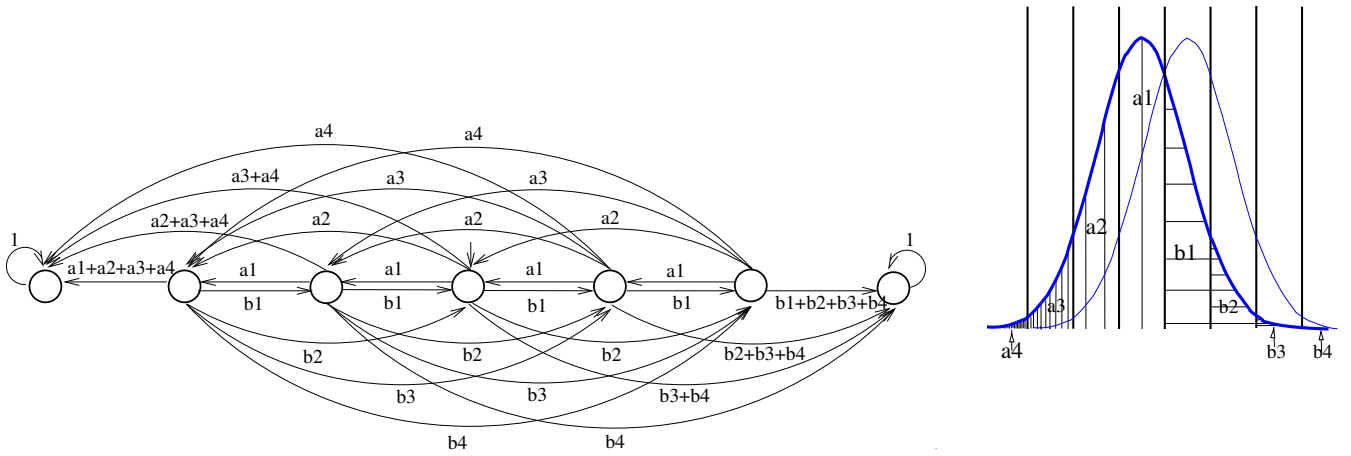 a4 a4
a3+a4 a3 a3
a2+a3+a4 a2 a2 a2
1 1
a1+a2+a3+a4 a1 a1 a1 a1
b1 b1 b1 b1 b1+b2+b3+b4
b2 b2 b2 b2+b3+b4
b3 b3 b3+b4
b4 b4
a1
a2
b1
a3 b2
a4 b3 b4